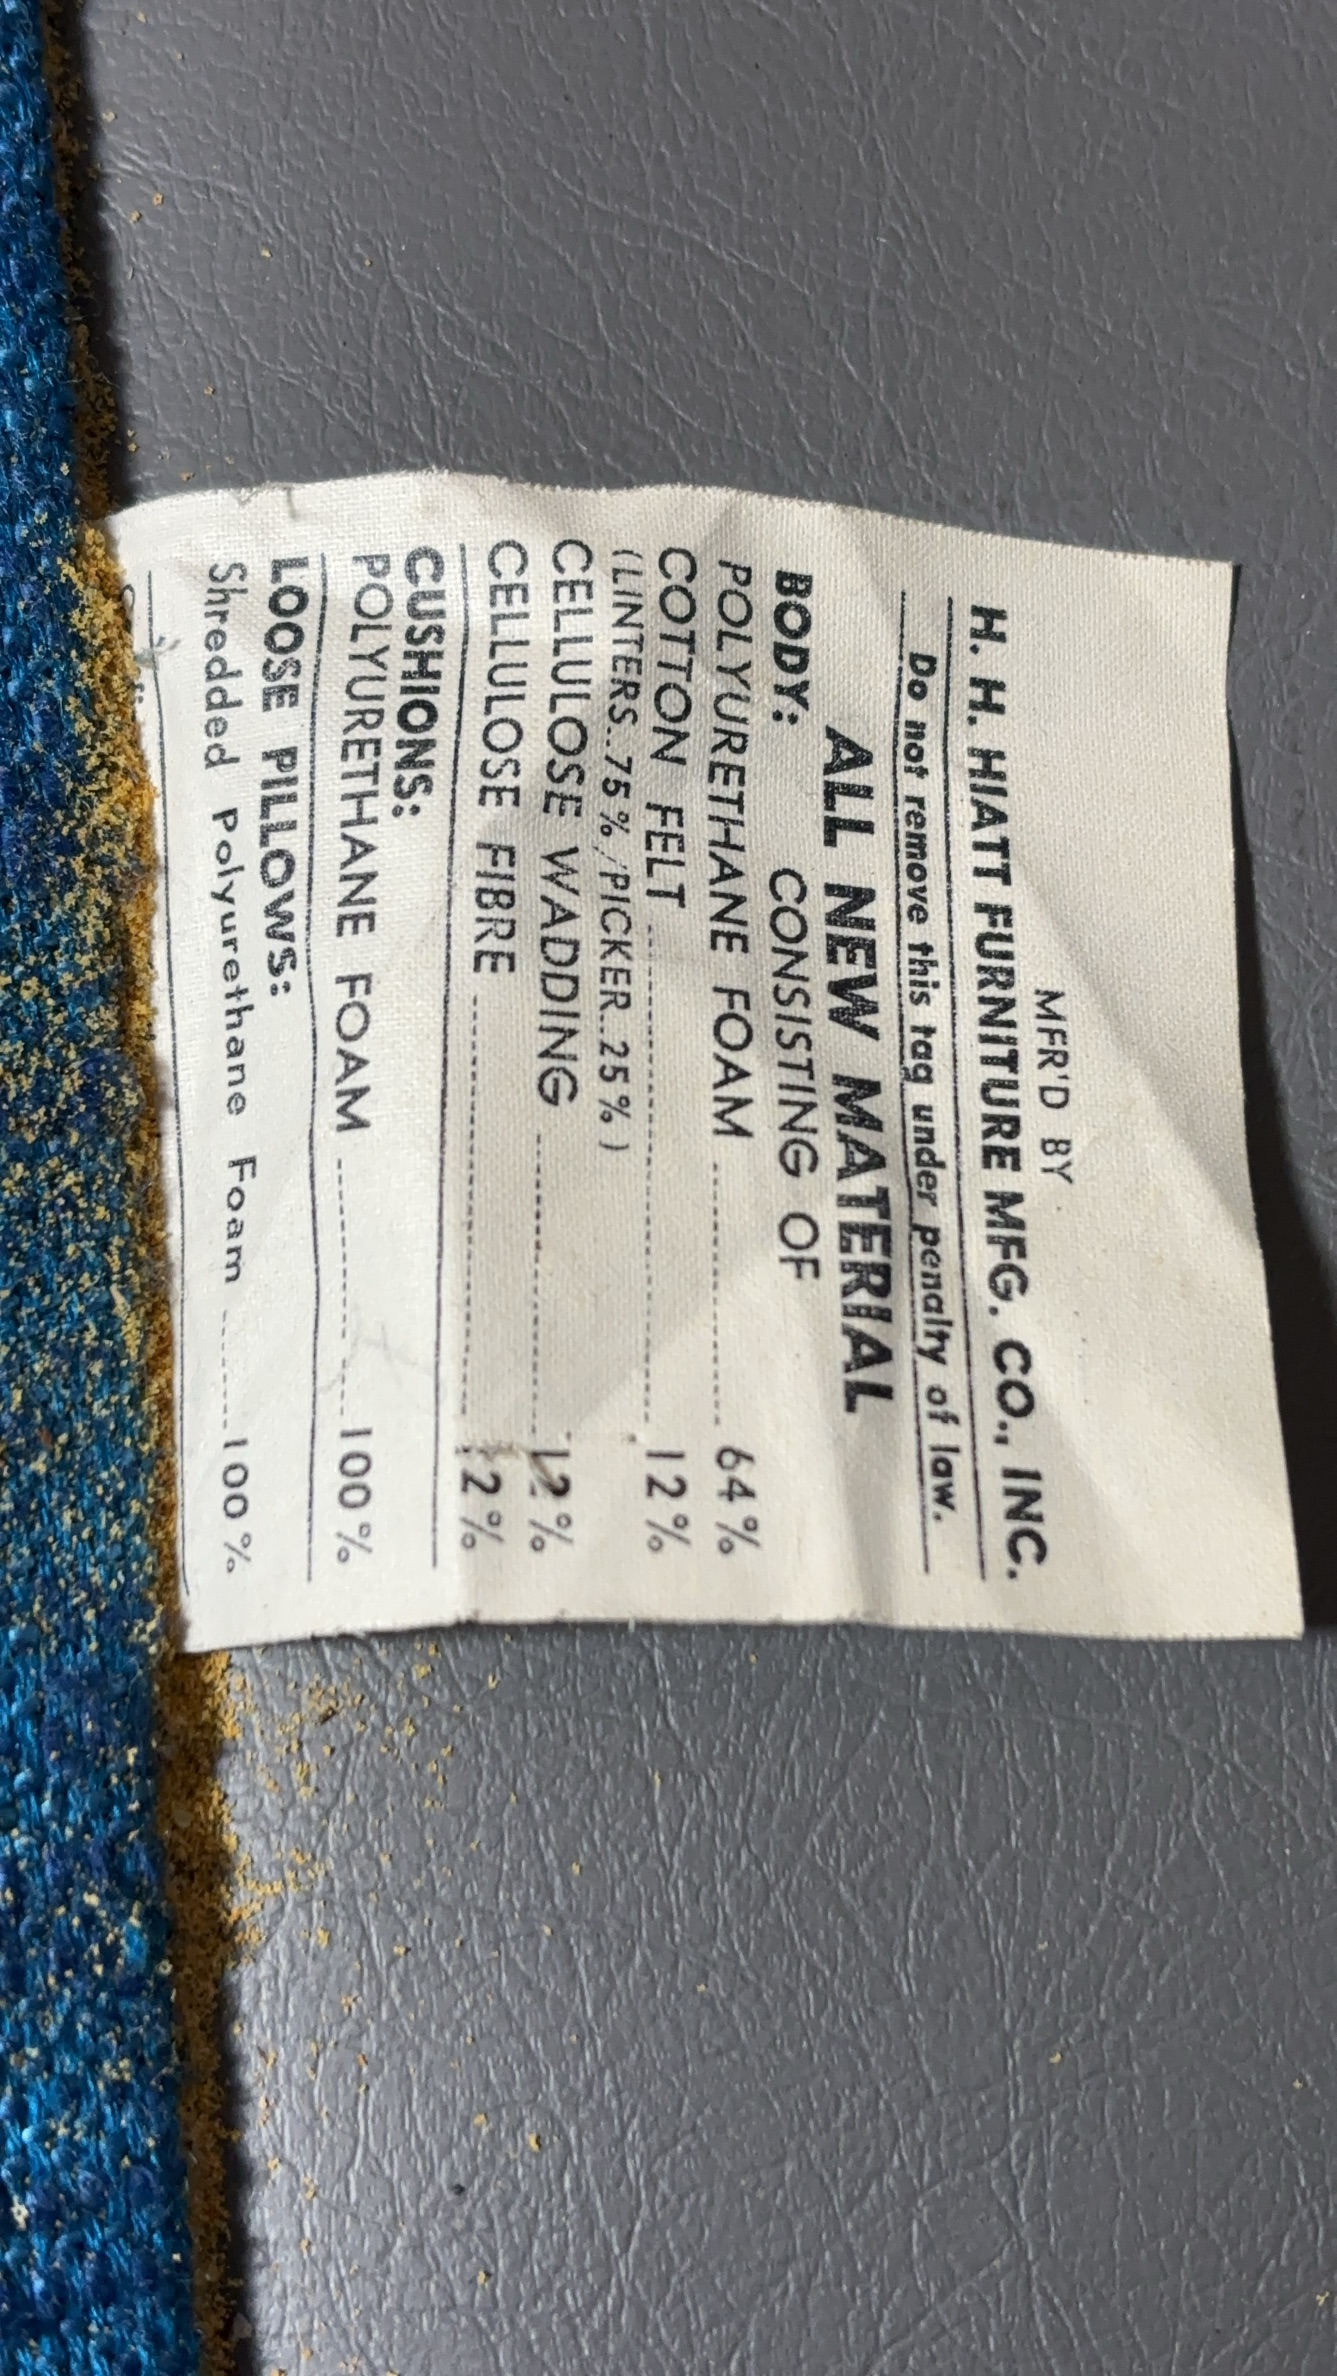 MFR'D BY
H. H. HIATT FURNITURE MFG. CO., INC.
Do not remove this tag under penalty of law.
ALL NEW MATERIAL
BODY: CONSISTING OF
POLYURETHANE FOAM ............ 64%
COTTON FELT ............ 12%
(LINTERS..75%/PICKER..25%)
CELLULOSE WADDING ............ 12%
CELLULOSE FIBRE ............ 12%
CUSHIONS:
POLYURETHANE FOAM ............ 100%
LOOSE PILLOWS:
Shredded Polyurethane Foam ......100%